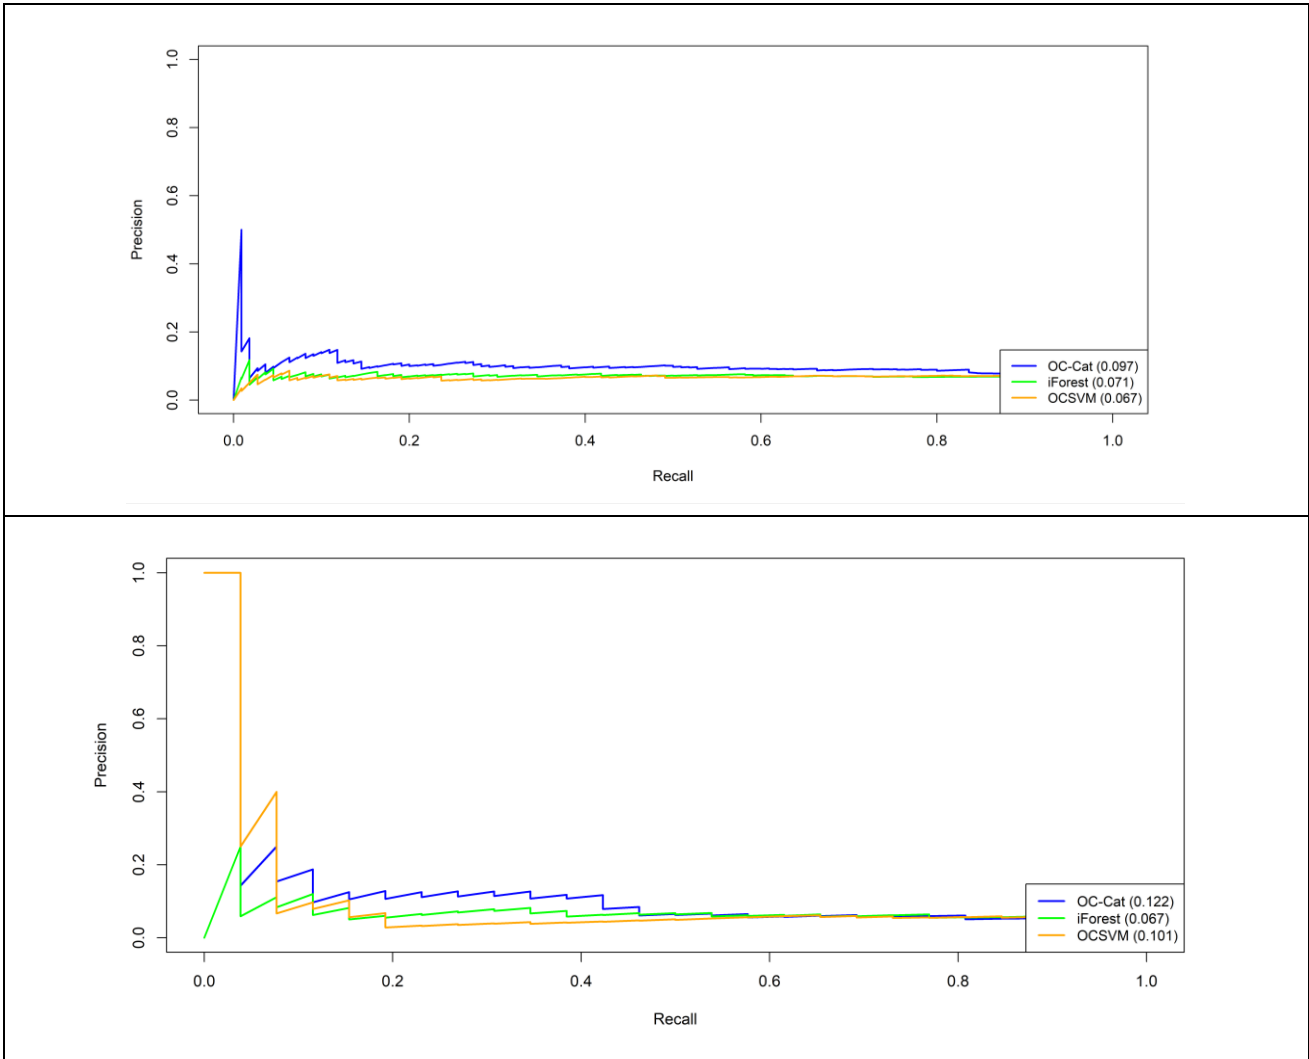 1.0
0.8
0.6
0.4
0.2
0.0
Precision
0.0 0.2 0.4 0.6 0.8 1.0
Recall
OC-Cat (0.097)
iForest (0.071)
OCSVM (0.067)
1.0
0.8
0.6
0.4
0.2
0.0
Precision
0.0 0.2 0.4 0.6 0.8 1.0
Recall
OC-Cat (0.122)
iForest (0.067)
OCSVM (0.101)